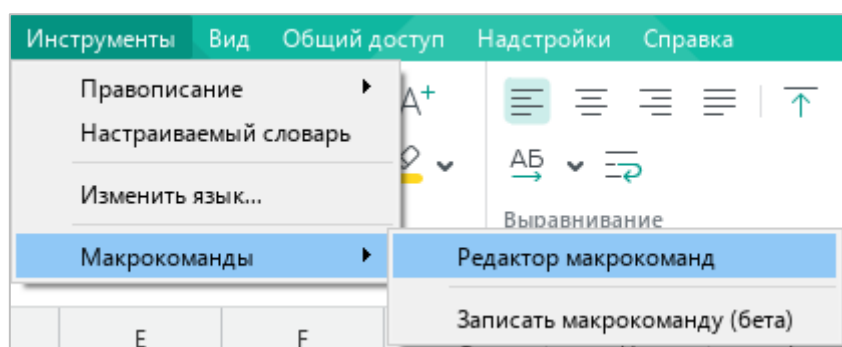 Инструменты Вид Общий доступ Надстройки Справка
Правописание
Настраиваемый словарь
Изменить язык...
Макрокоманды
А+
АБ
Выравнивание
Редактор макрокоманд
Записать макрокоманду (бета)
E F